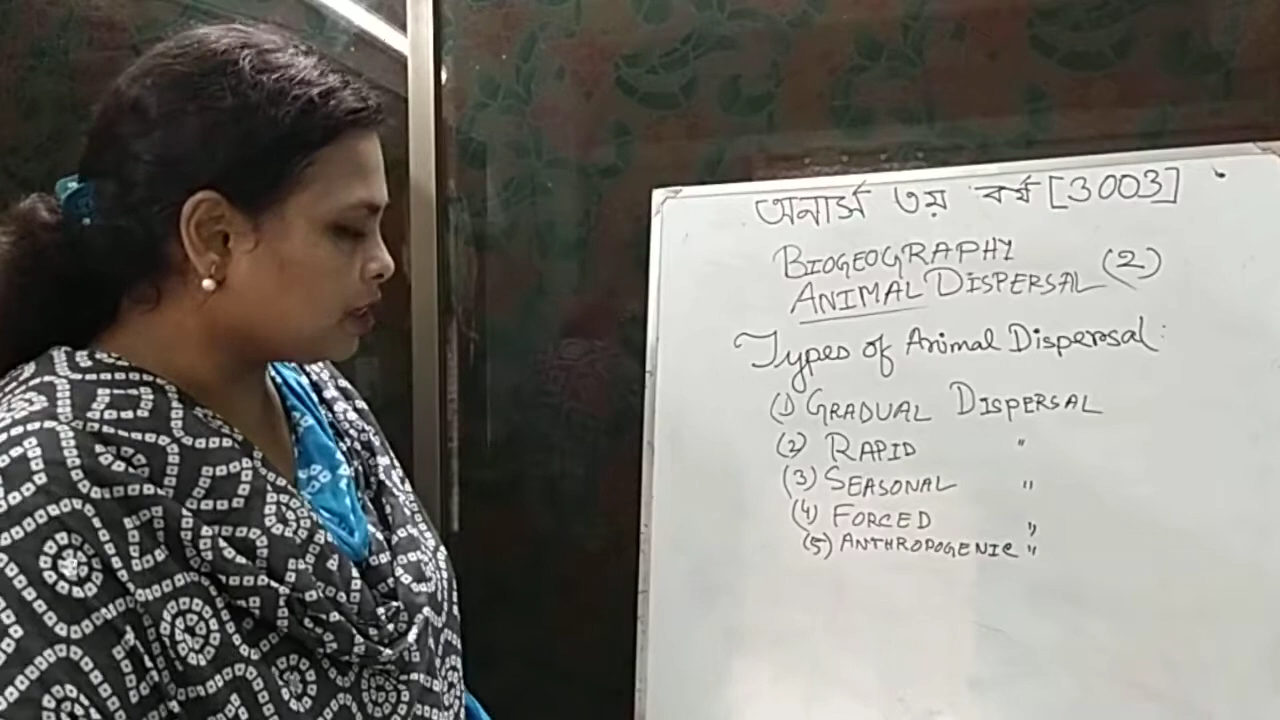 অনার্স ৩য় বর্ষ [3003]
BIOGEOGRAPHY
ANIMAL DISPERSAL (2)
Types of Animal Dispersal:
(1) GRADUAL DISPERSAL
(2) RAPID "
(3) SEASONAL "
(4) FORCED "
(5) ANTHROPOGENIC "